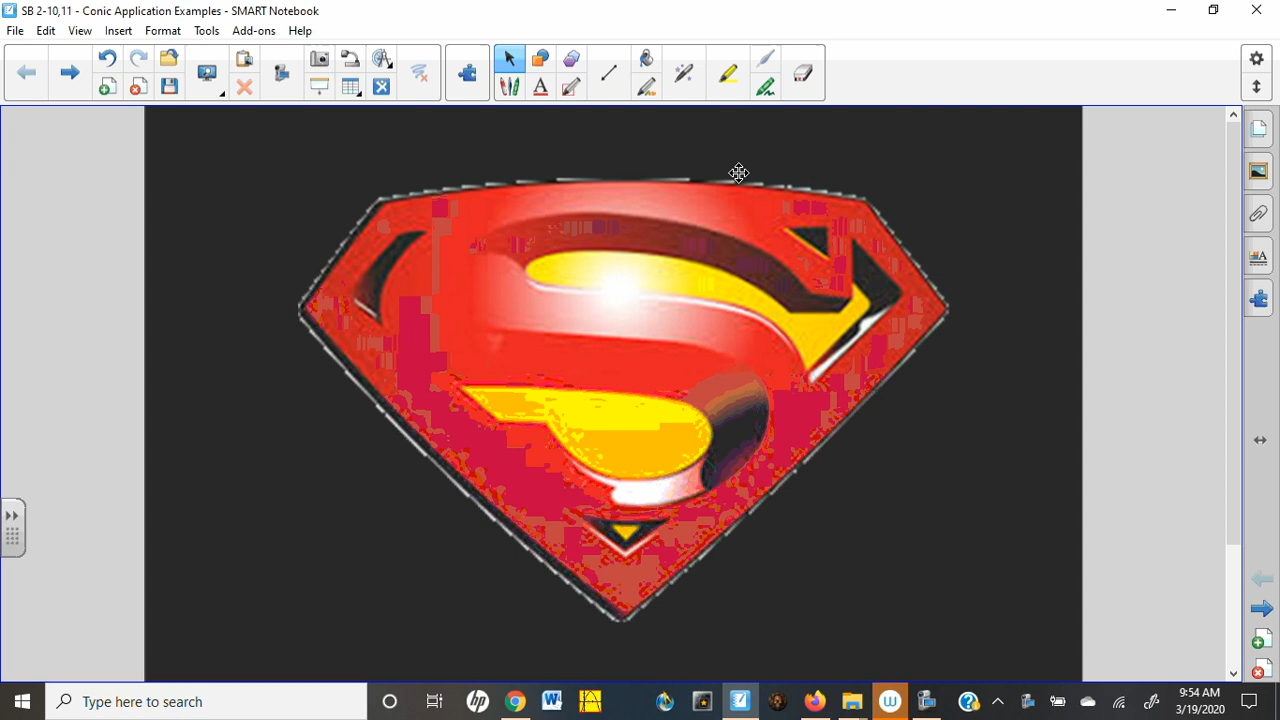 SB 2-10,11 - Conic Application Examples - SMART Notebook
File Edit View Insert Format Tools Add-ons Help
S
Type here to search
9:54 AM
3/19/2020